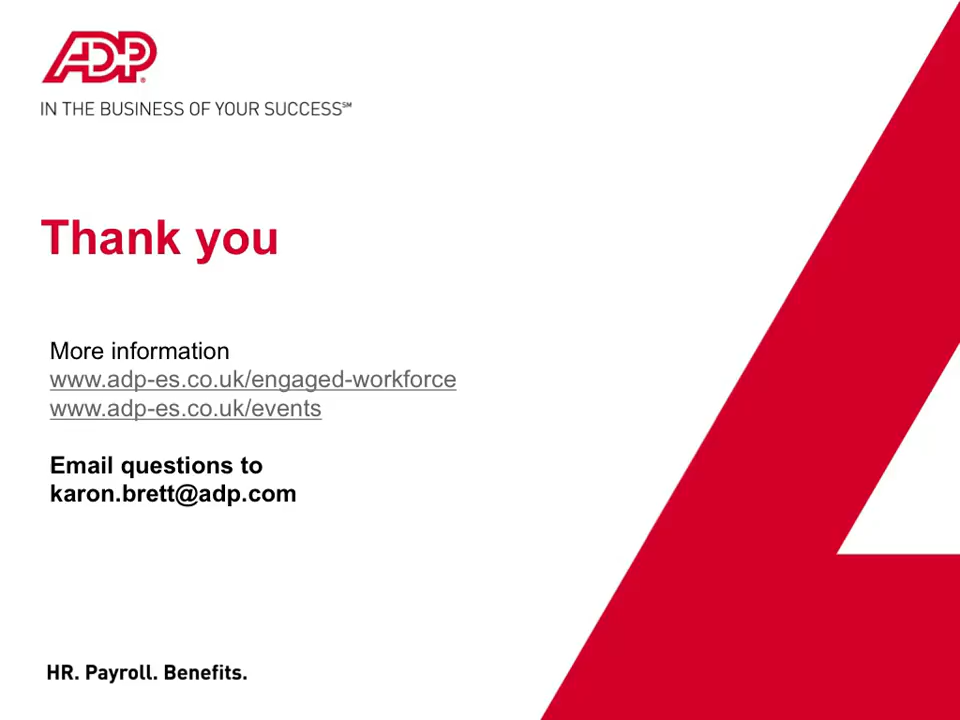 ADP®
IN THE BUSINESS OF YOUR SUCCESS℠
Thank you
More information
www.adp-es.co.uk/engaged-workforce
www.adp-es.co.uk/events
Email questions to
karon.brett@adp.com
HR. Payroll. Benefits.